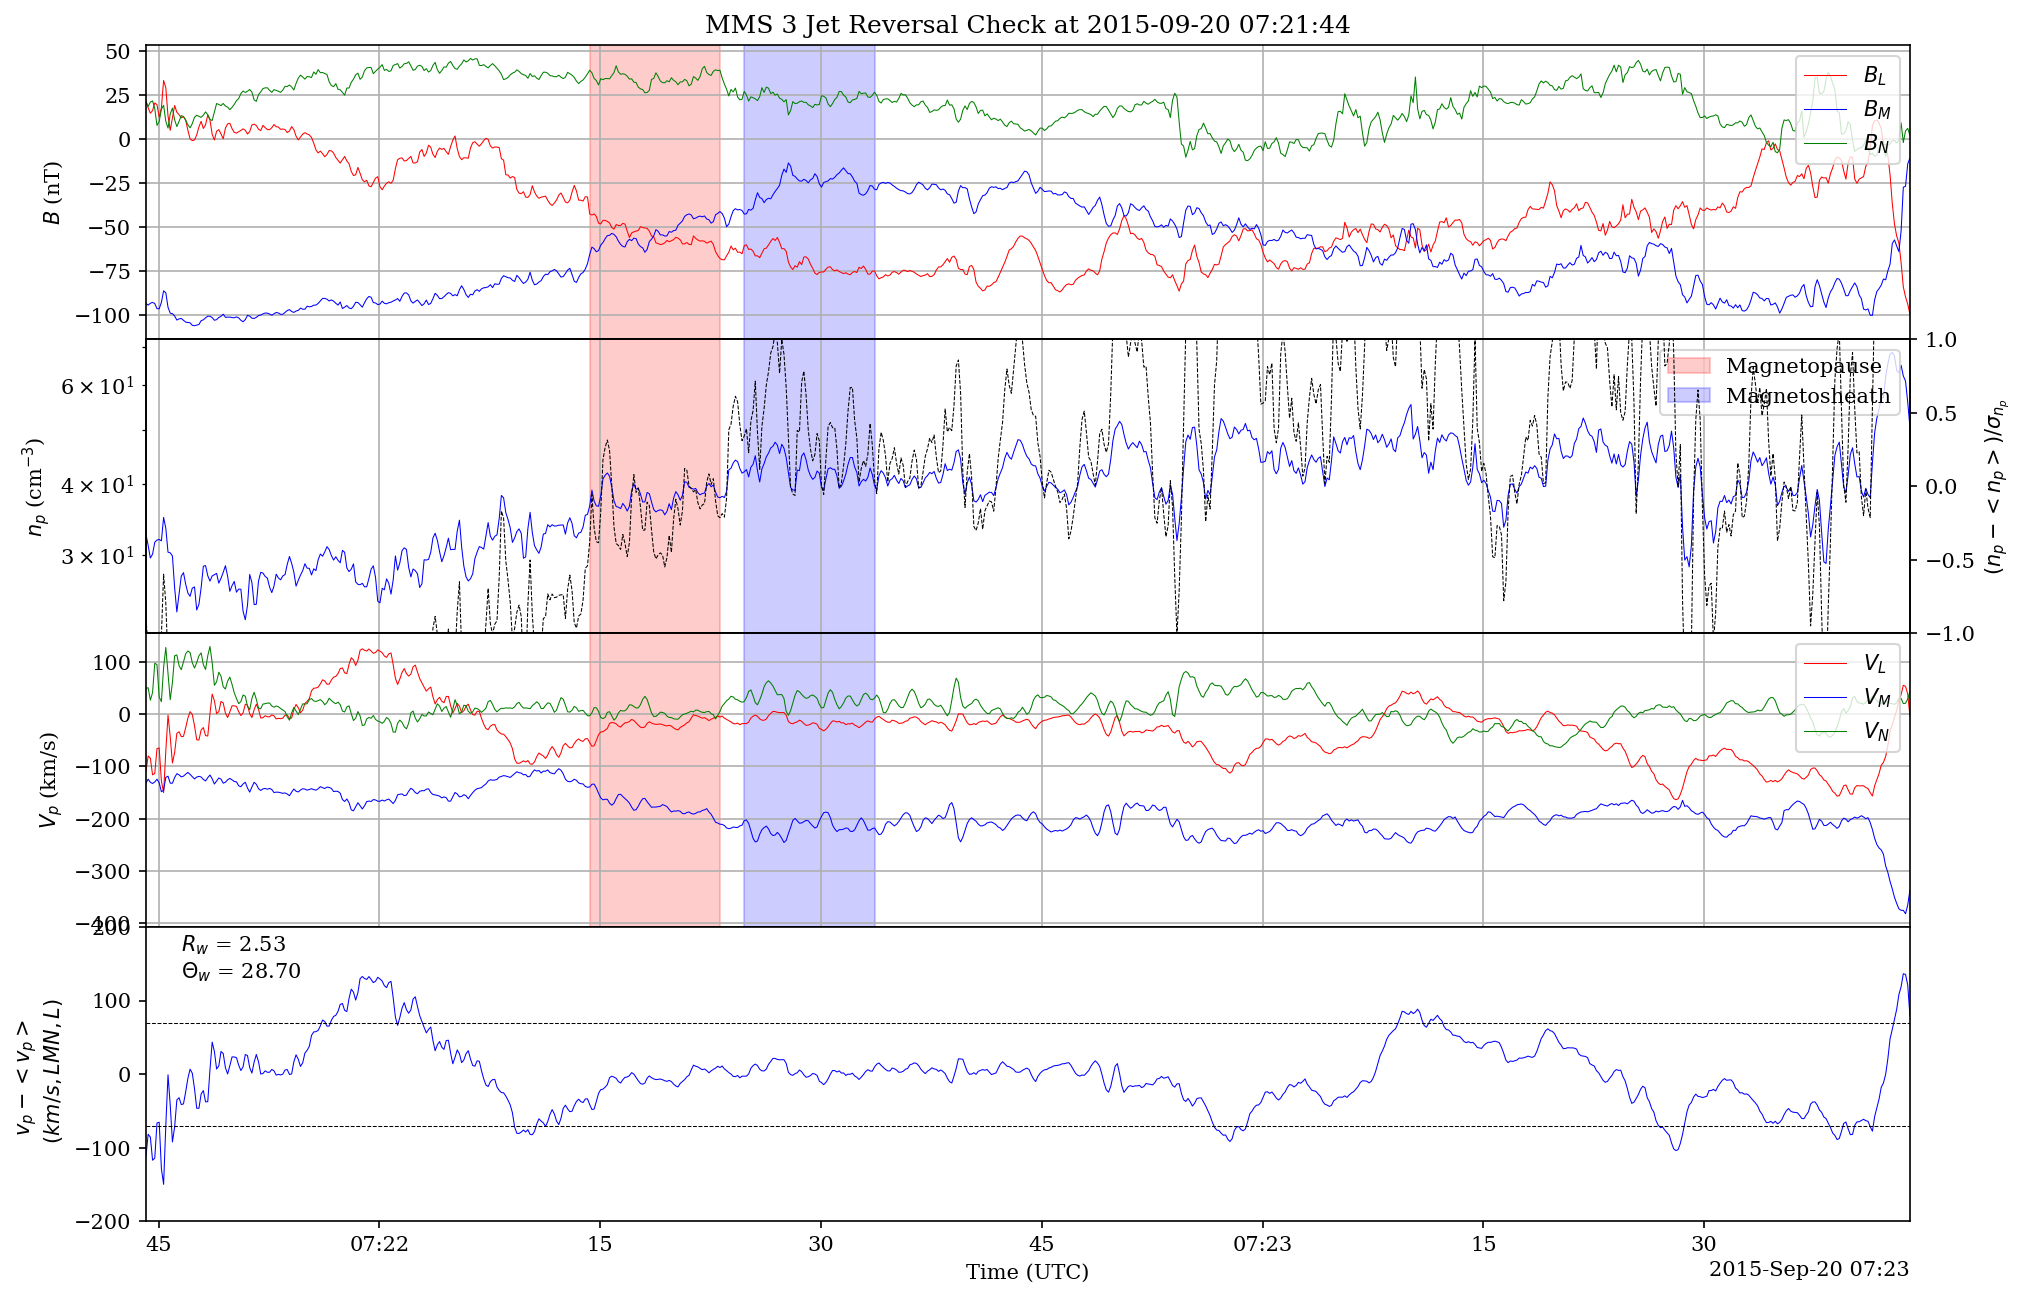 MMS 3 Jet Reversal Check at 2015-09-20 07:21:44
50
25
0
−25
−50
−75
−100
B (nT)
B_L
B_M
B_N
6 × 10^1
4 × 10^1
3 × 10^1
n_p (cm^{−3})
Magnetopause
Magnetosheath
1.0
0.5
0.0
−0.5
−1.0
(n_p − < n_p >)/σ_{n_p}
100
0
−100
−200
−300
−400
V_p (km/s)
V_L
V_M
V_N
200
100
0
−100
−200
v_p − < v_p >
(km/s, LMN, L)
R_w = 2.53
Θ_w = 28.70
45
07:22
15
30
45
07:23
15
30
Time (UTC)
2015-Sep-20 07:23